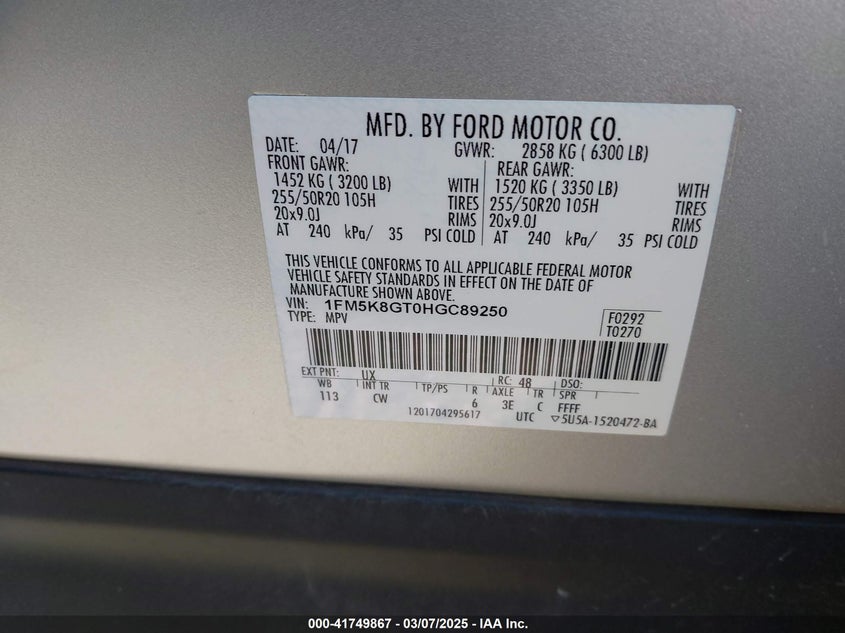 MFD. BY FORD MOTOR CO.
DATE: 04/17 GVWR: 2858 KG ( 6300 LB)
FRONT GAWR: REAR GAWR:
1452 KG ( 3200 LB) WITH 1520 KG ( 3350 LB) WITH
255/50R20 105H TIRES 255/50R20 105H TIRES
20x9.0J RIMS 20x9.0J RIMS
AT 240 kPa/ 35 PSI COLD AT 240 kPa/ 35 PSI COLD
THIS VEHICLE CONFORMS TO ALL APPLICABLE FEDERAL MOTOR
VEHICLE SAFETY STANDARDS IN EFFECT ON THE DATE OF
MANUFACTURE SHOWN ABOVE.
VIN: 1FM5K8GT0HGC89250 F0292
TYPE: MPV T0270
EXT PNT: UX RC: 48 DSO:
WB INT TR TP/PS R AXLE TR SPR
113 CW 6 3E C FFFF
1201704295617 UTC ▽5U5A-1520472-BA
000-41749867 - 03/07/2025 - IAA Inc.